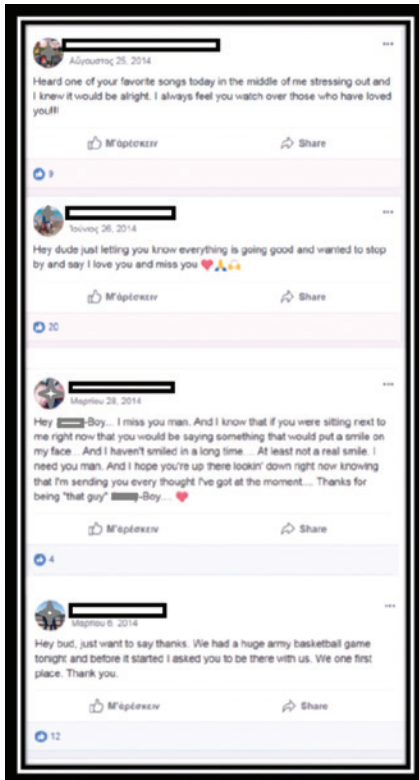 Αύγουστος 25, 2014
Heard one of your favorite songs today in the middle of me stressing out and
I knew it would be alright. I always feel you watch over those who have loved
you!!!
Μ'άρέσκειν Share
9
Ιούνιος 26, 2014
Hey dude just letting you know everything is going good and wanted to stop
by and say I love you and miss you ❤️🙏🙌
Μ'άρέσκειν Share
20
Μαρτίου 28, 2014
Hey -Boy... I miss you man. And I know that if you were sitting next to
me right now that you would be saying something that would put a smile on
my face... And I haven't smiled in a long time.... At least not a real smile. I
need you man. And I hope you're up there lookin' down right now knowing
that I'm sending you every thought I've got at the moment.... Thanks for
being "that guy" -Boy.... ❤️
Μ'άρέσκειν Share
4
Μαρτίου 6, 2014
Hey bud, just want to say thanks. We had a huge army basketball game
tonight and before it started I asked you to be there with us. We one first
place. Thank you.
Μ'άρέσκειν Share
12